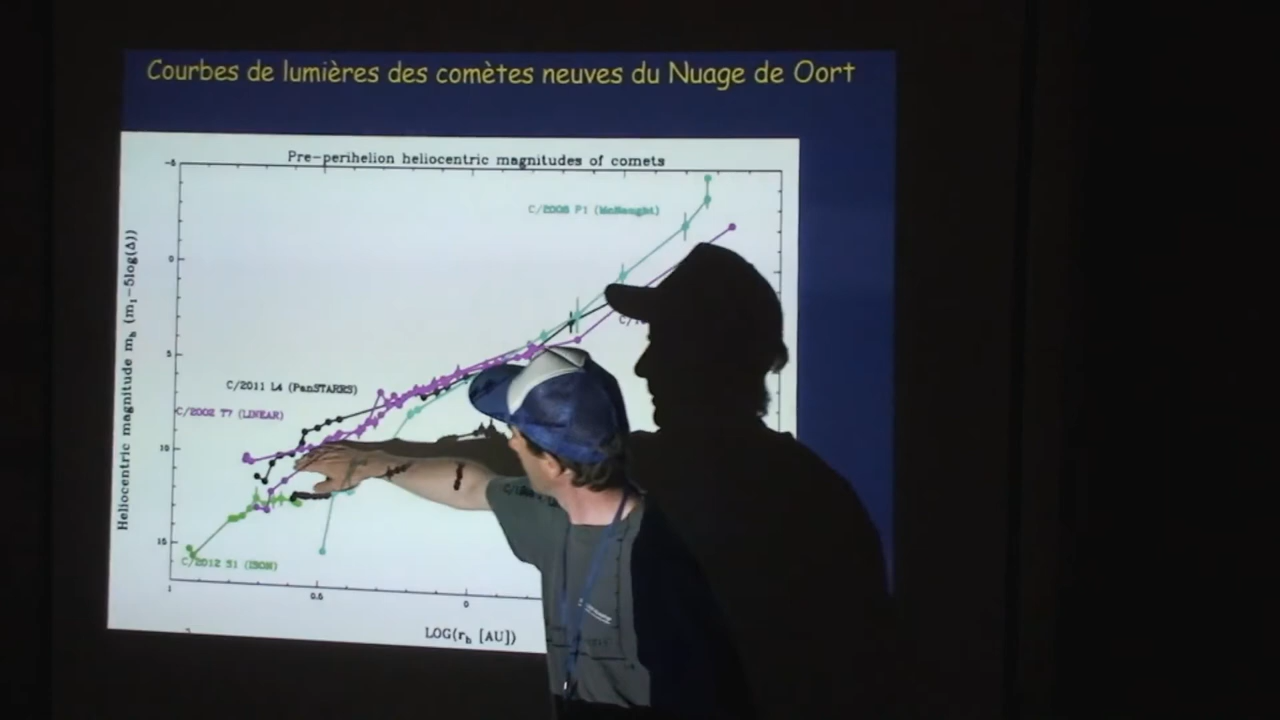 Courbes de lumières des comètes neuves du Nuage de Oort
Pre-perihelion heliocentric magnitudes of comets
-5
C/2006 P1 (McNaught)
0
5
C/2011 L4 (PanSTARRS)
C/2002 T7 (LINEAR)
10
15
C/2012 S1 (ISON)
1
0.5
0
Heliocentric magnitude m_h (m_1-5log(Δ))
LOG(r_h [AU])